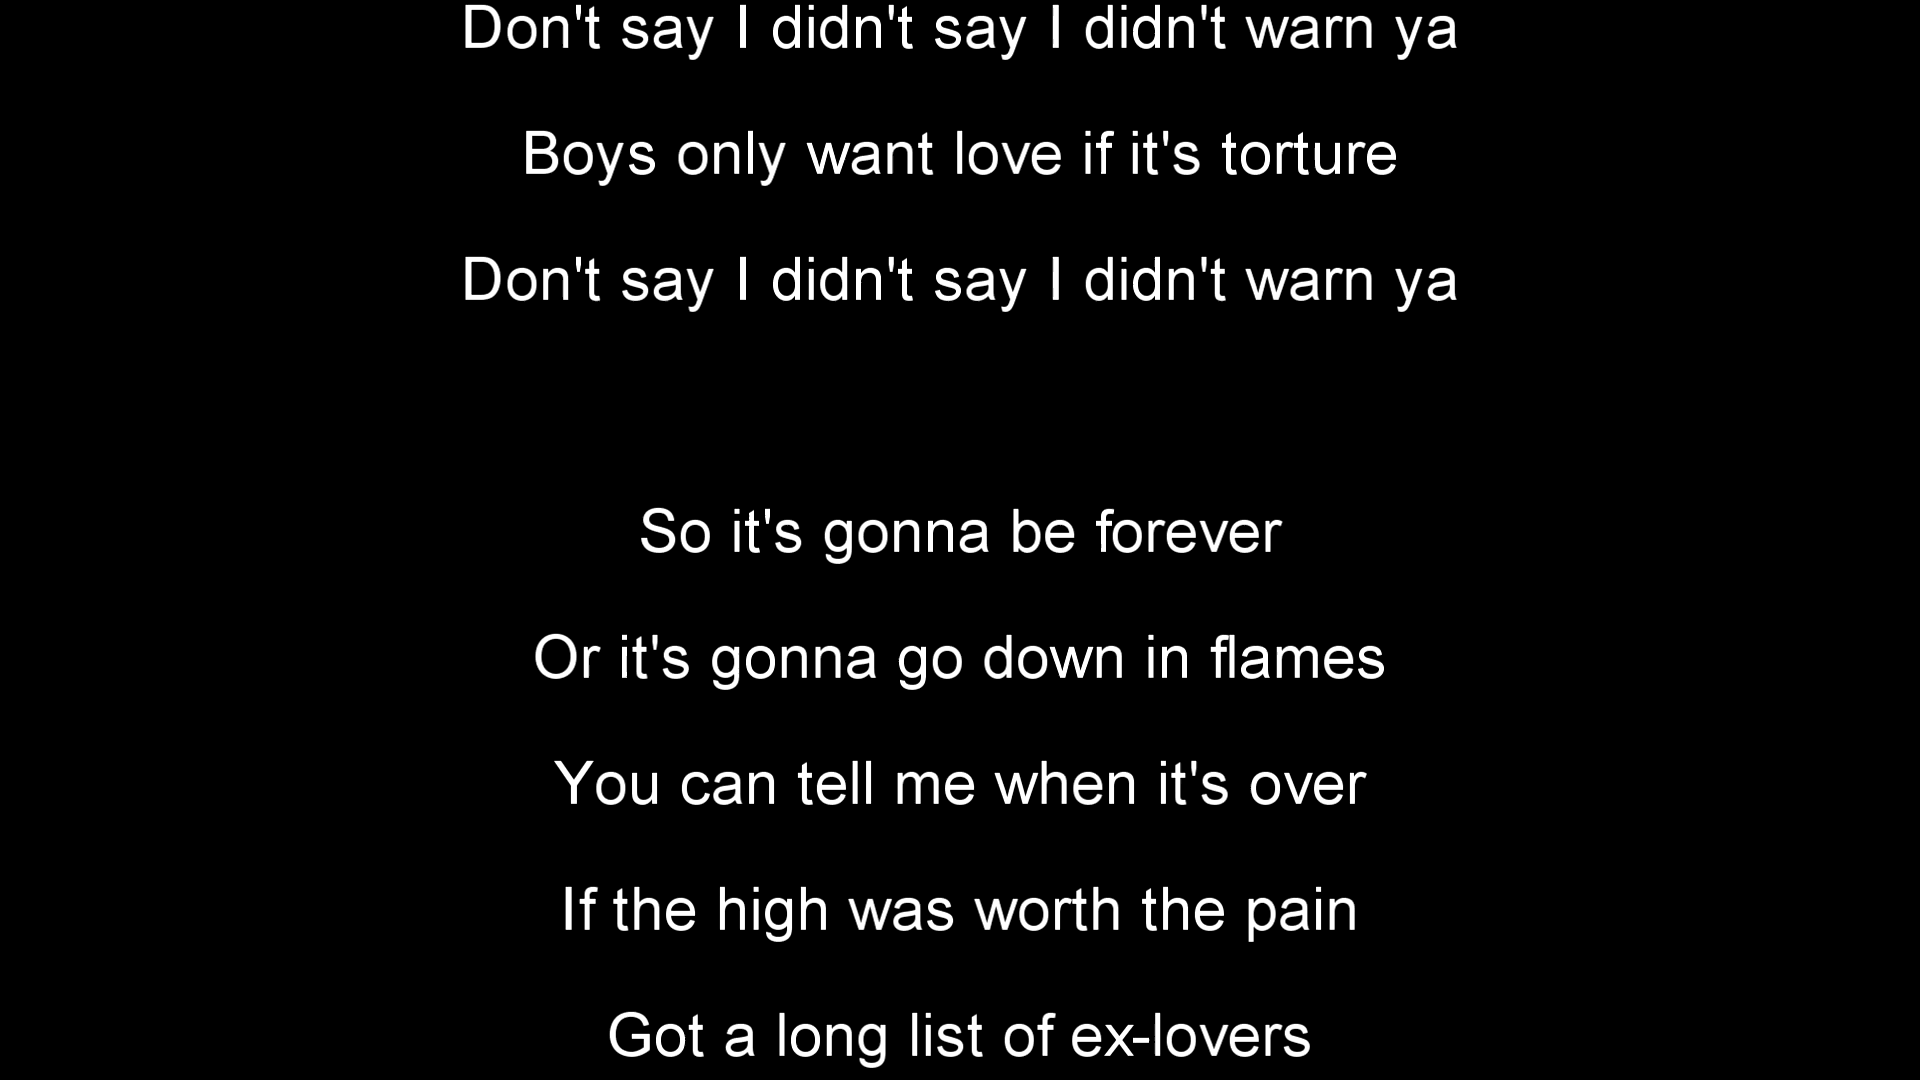 Don't say I didn't say I didn't warn ya
Boys only want love if it's torture
Don't say I didn't say I didn't warn ya
So it's gonna be forever
Or it's gonna go down in flames
You can tell me when it's over
If the high was worth the pain
Got a long list of ex-lovers